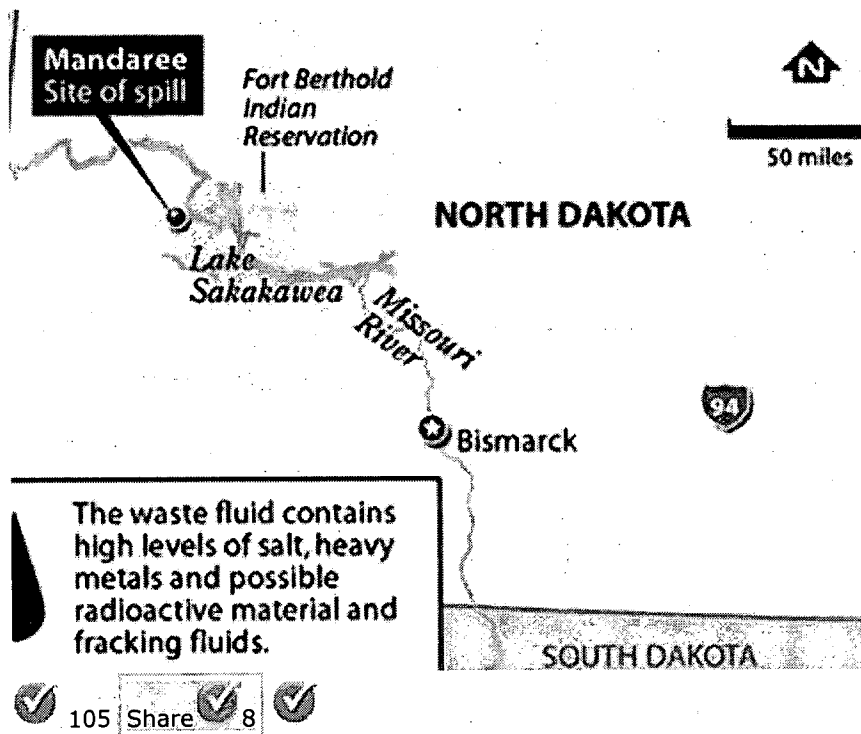 Mandaree
Site of spill
Fort Berthold
Indian
Reservation
N
50 miles
NORTH DAKOTA
Lake
Sakakawea
Missouri
River
94
Bismarck
The waste fluid contains
high levels of salt, heavy
metals and possible
radioactive material and
fracking fluids.
SOUTH DAKOTA
105 Share 8